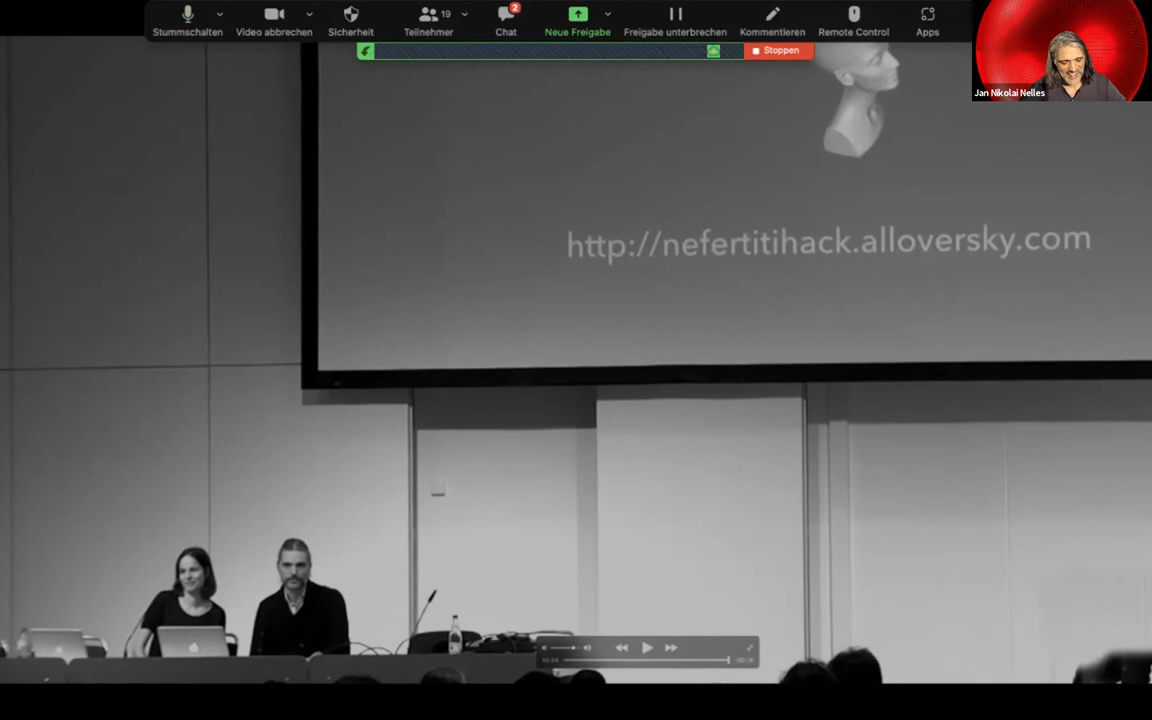 19
2
Stummschalten
Video abbrechen
Sicherheit
Teilnehmer
Chat
Neue Freigabe
Freigabe unterbrechen
Kommentieren
Remote Control
Apps
Stoppen
Jan Nikolai Nelles
http://nefertitihack.alloversky.com